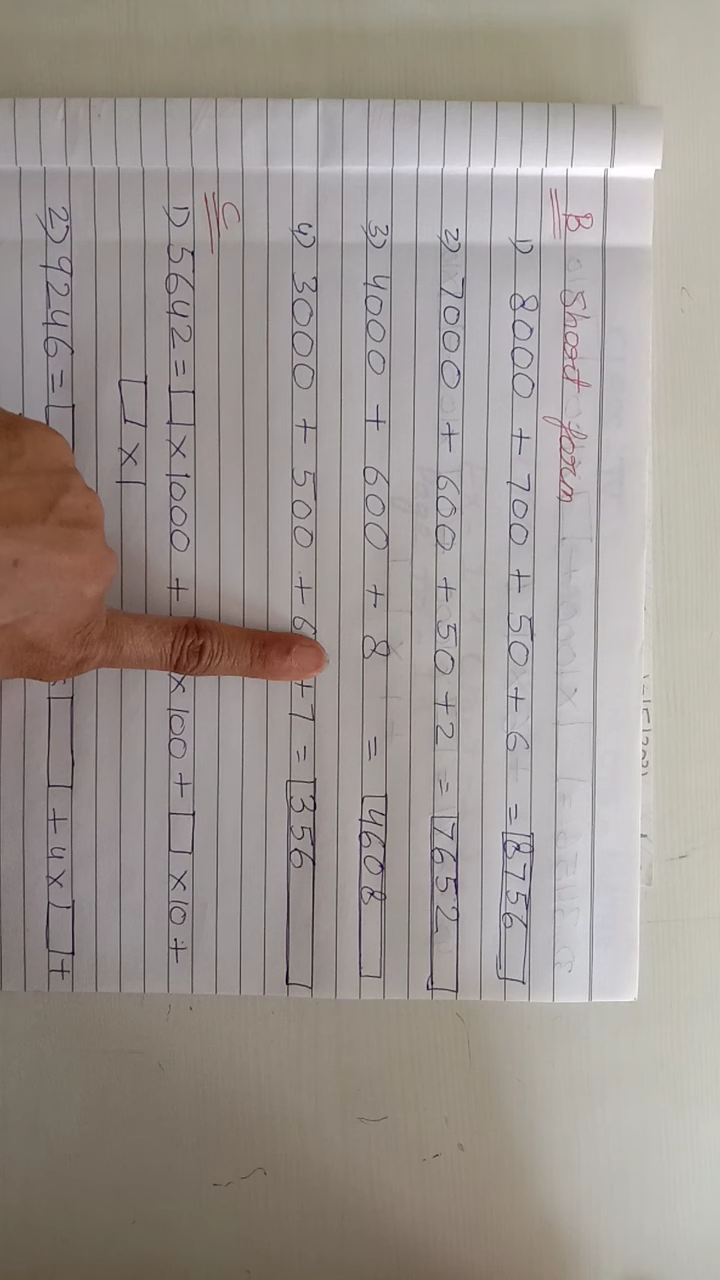 B Short form
1) 8000 + 700 + 50 + 6 = 8756
2) 7000 + 600 + 50 + 2 = 7652
3) 4000 + 600 + 8 = 4608
4) 3000 + 500 + 6 + 7 = 356
C
1) 5642 = □ × 1000 + × 100 + □ × 10 +
□ × 1
2) 9246 = □ □ + 4 × □ +